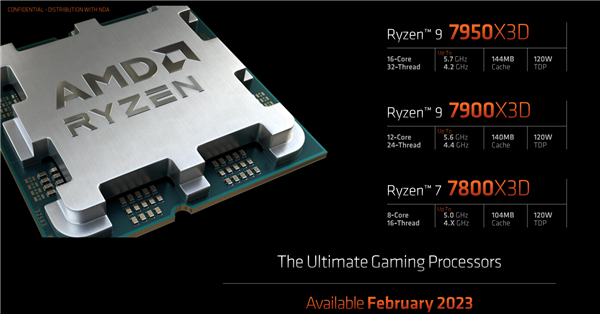 CONFIDENTIAL - DISTRIBUTION WITH NDA
AMD
RYZEN
Ryzen™ 9 7950X3D
16-Core
32-Thread
Up To
5.7 GHz
4.2 GHz
144MB
Cache
120W
TDP
Ryzen™ 9 7900X3D
12-Core
24-Thread
Up To
5.6 GHz
4.4 GHz
140MB
Cache
120W
TDP
Ryzen™ 7 7800X3D
8-Core
16-Thread
Up To
5.0 GHz
4.X GHz
104MB
Cache
120W
TDP
The Ultimate Gaming Processors
Available February 2023